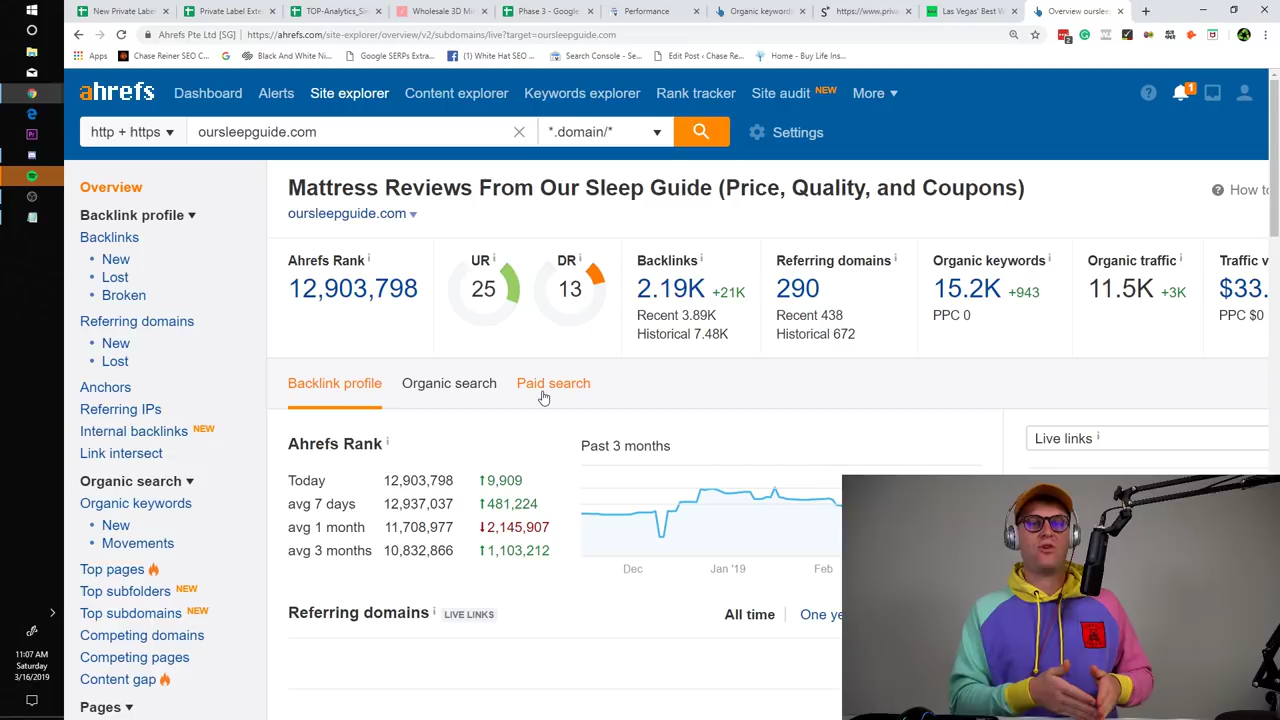 New Private Label
Private Label Exter
TOP-Analytics_Si
Wholesale 3D Mi
Phase 3 - Google
Performance
Organic keyword
https://www.priva
Las Vegas' Best W
Overview ourslee
Ahrefs Pte Ltd [SG] | https://ahrefs.com/site-explorer/overview/v2/subdomains/live?target=oursleepguide.com
Apps
Chase Reiner SEO C...
Black And White Ni...
Google SERPs Extra...
White Hat SEO ...
Search Console - Se...
Edit Post ‹ Chase Re...
Home - Buy Life Ins...
ahrefs
Dashboard
Alerts
Site explorer
Content explorer
Keywords explorer
Rank tracker
Site audit NEW
More
1
http + https
oursleepguide.com
*.domain/*
Settings
Overview
Backlink profile
Backlinks
New
Lost
Broken
Referring domains
New
Lost
Anchors
Referring IPs
Internal backlinks NEW
Link intersect
Organic search
Organic keywords
New
Movements
Top pages
Top subfolders NEW
Top subdomains NEW
Competing domains
Competing pages
Content gap
Pages
Mattress Reviews From Our Sleep Guide (Price, Quality, and Coupons)
How to
oursleepguide.com
Ahrefs Rank
12,903,798
UR
25
DR
13
Backlinks
2.19K +21K
Recent 3.89K
Historical 7.48K
Referring domains
290
Recent 438
Historical 672
Organic keywords
15.2K +943
PPC 0
Organic traffic
11.5K +3K
Traffic v
$33.
PPC $0
Backlink profile
Organic search
Paid search
Ahrefs Rank
Past 3 months
Today 12,903,798 ↑9,909
avg 7 days 12,937,037 ↑481,224
avg 1 month 11,708,977 ↓2,145,907
avg 3 months 10,832,866 ↑1,103,212
Dec
Jan '19
Feb
Live links
Referring domains LIVE LINKS
All time
One ye
11:07 AM
Saturday
3/16/2019